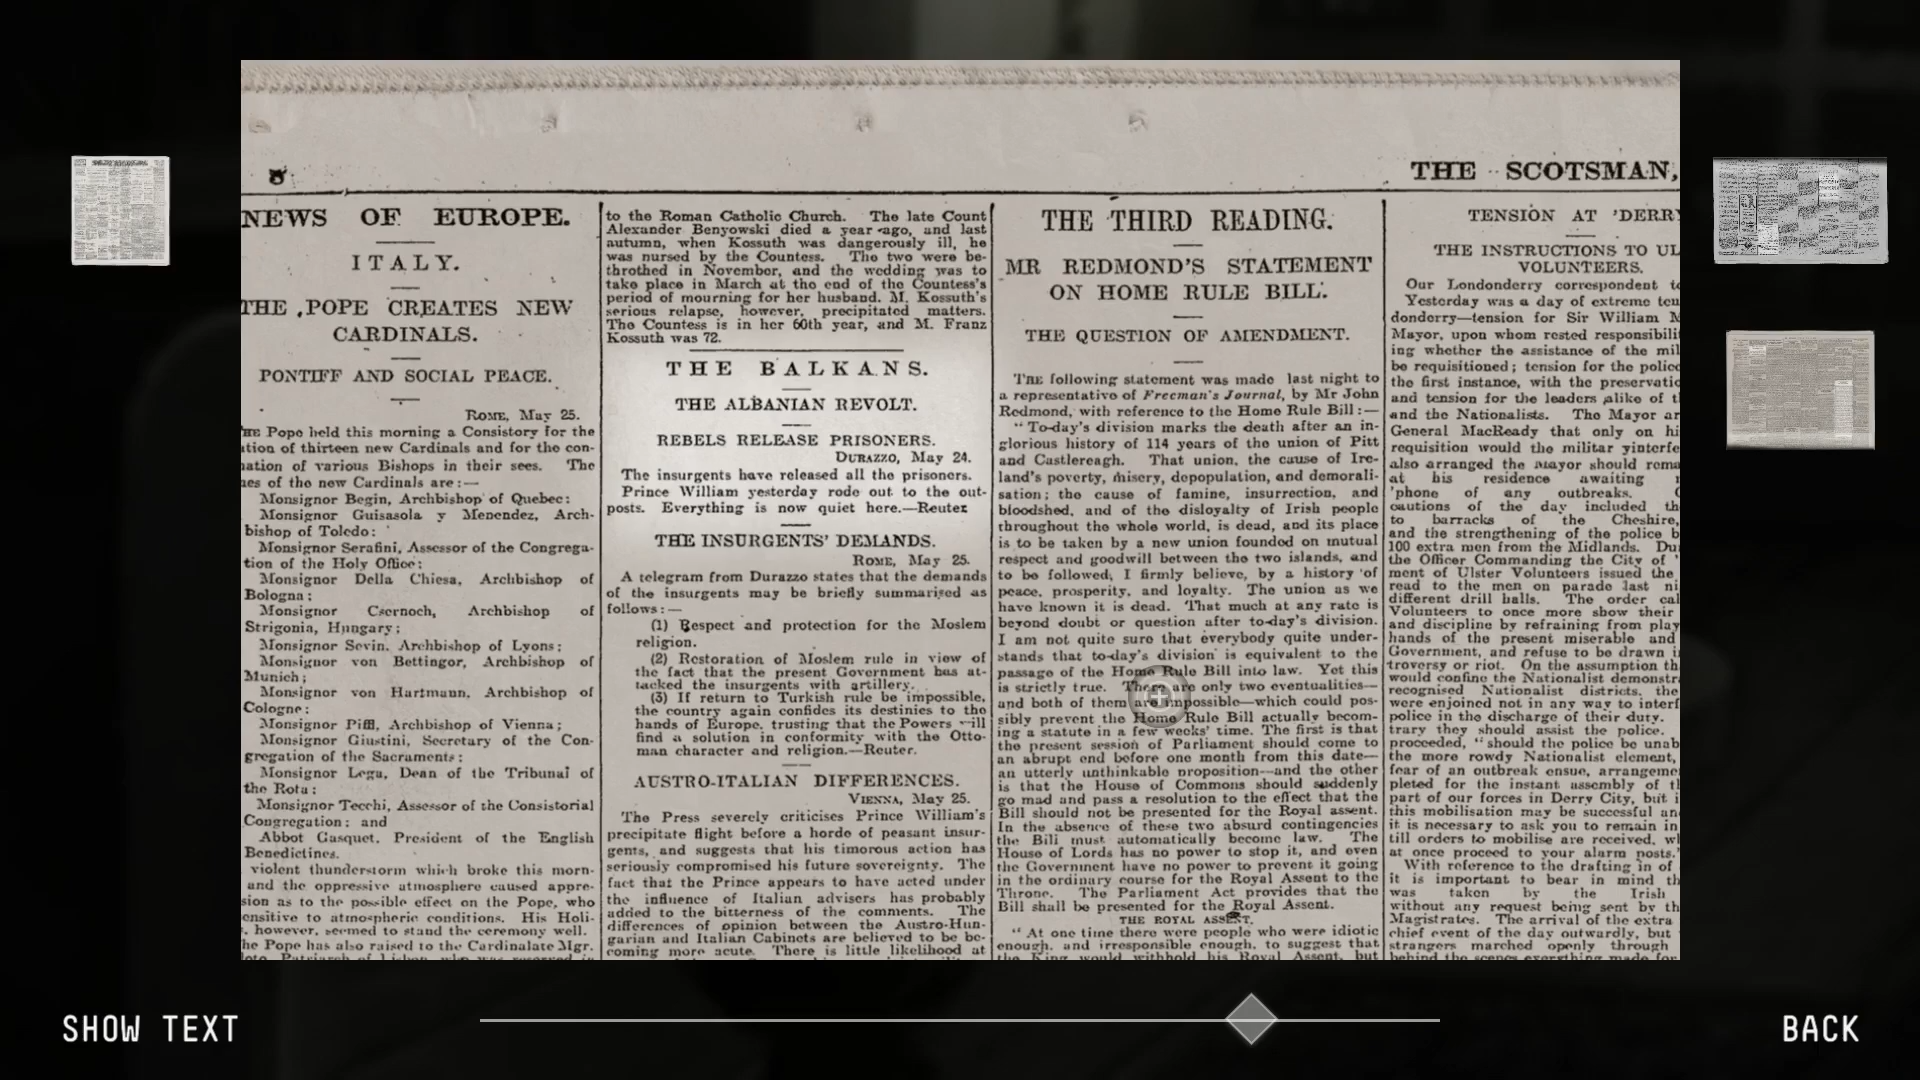 8
THE SCOTSMAN,
NEWS OF EUROPE.
ITALY.
THE POPE CREATES NEW
CARDINALS.
PONTIFF AND SOCIAL PEACE.
ROME, May 25.
THE Pope held this morning a Consistory for the
ation of thirteen new Cardinals and for the con-
nation of various Bishops in their sees. The
nes of the new Cardinals are:—
Monsignor Begin, Archbishop of Quebec:
Monsignor Guisasola y Menendez, Arch-
bishop of Toledo:
Monsignor Serafini, Assessor of the Congrega-
tion of the Holy Office:
Monsignor Della Chiesa, Archbishop of
Bologna:
Monsignor Csernoch, Archbishop of
Strigonia, Hungary;
Monsignor Sevin, Archbishop of Lyons;
Monsignor von Bettingor, Archbishop of
Munich;
Monsignor von Hartmann, Archbishop of
Cologne:
Monsignor Piffl, Archbishop of Vienna;
Monsignor Giustini, Secretary of the Con-
gregation of the Sacraments:
Monsignor Lega, Dean of the Tribunal of
the Rota:
Monsignor Tecchi, Assessor of the Consistorial
Congregation: and
Abbot Gasquet, President of the English
Benedictines.
violent thunderstorm which broke this morn-
and the oppressive atmosphere caused appre-
sion as to the possible effect on the Pope, who
ensitive to atmospheric conditions. His Holi-
, however, seemed to stand the ceremony well.
he Pope has also raised to the Cardinalate Mgr.
to the Roman Catholic Church. The late Count
Alexander Benyowski died a year ago, and last
autumn, when Kossuth was dangerously ill, he
was nursed by the Countess. The two were be-
throthed in November, and the wedding was to
take place in March at the end of the Countess's
period of mourning for her husband. M. Kossuth's
serious relapse, however, precipitated matters.
The Countess is in her 60th year, and M. Franz
Kossuth was 72.
THE BALKANS.
THE ALBANIAN REVOLT.
REBELS RELEASE PRISONERS.
DURAZZO, May 24.
The insurgents have released all the prisoners.
Prince William yesterday rode out to the out-
posts. Everything is now quiet here.—Reuter
THE INSURGENTS' DEMANDS.
ROME, May 25.
A telegram from Durazzo states that the demands
of the insurgents may be briefly summarised as
follows:—
(1) Respect and protection for the Moslem
religion.
(2) Restoration of Moslem rule in view of
the fact that the present Government has at-
tacked the insurgents with artillery.
(3) If return to Turkish rule be impossible,
the country again confides its destinies to the
hands of Europe, trusting that the Powers will
find a solution in conformity with the Otto-
man character and religion.—Reuter.
AUSTRO-ITALIAN DIFFERENCES.
VIENNA, May 25.
The Press severely criticises Prince William's
precipitate flight before a horde of peasant insur-
gents, and suggests that his timorous action has
seriously compromised his future sovereignty. The
fact that the Prince appears to have acted under
the influence of Italian advisers has probably
added to the bitterness of the comments. The
differences of opinion between the Austro-Hun-
garian and Italian Cabinets are believed to be be-
coming more acute. There is little likelihood at
THE THIRD READING.
MR REDMOND'S STATEMENT
ON HOME RULE BILL.
THE QUESTION OF AMENDMENT.
THE following statement was made last night to
a representative of Freeman's Journal, by Mr John
Redmond, with reference to the Home Rule Bill:—
"To-day's division marks the death after an in-
glorious history of 114 years of the union of Pitt
and Castlereagh. That union, the cause of Ire-
land's poverty, misery, depopulation, and demorali-
sation; the cause of famine, insurrection, and
bloodshed, and of the disloyalty of Irish people
throughout the whole world, is dead, and its place
is to be taken by a new union founded on mutual
respect and goodwill between the two islands, and
to be followed, I firmly believe, by a history of
peace, prosperity, and loyalty. The union as we
have known it is dead. That much at any rate is
beyond doubt or question after to-day's division.
I am not quite sure that everybody quite under-
stands that to-day's division is equivalent to the
passage of the Home Rule Bill into law. Yet this
is strictly true. There are only two eventualities—
and both of them are impossible—which could pos-
sibly prevent the Home Rule Bill actually becom-
ing a statute in a few weeks' time. The first is that
the present session of Parliament should come to
an abrupt end before one month from this date—
an utterly unthinkable proposition—and the other
is that the House of Commons should suddenly
go mad and pass a resolution to the effect that the
Bill should not be presented for the Royal assent.
In the absence of these two absurd contingencies
the Bill must automatically become law. The
House of Lords has no power to stop it, and even
the Government have no power to prevent it going
in the ordinary course for the Royal Assent to the
Throne. The Parliament Act provides that the
Bill shall be presented for the Royal Assent.
THE ROYAL ASSENT.
"At one time there were people who were idiotic
enough, and irresponsible enough, to suggest that
the King would withhold his Royal Assent, but
TENSION AT 'DERRY
THE INSTRUCTIONS TO UL
VOLUNTEERS.
Our Londonderry correspondent t
Yesterday was a day of extreme ten
donderry—tension for Sir William M
Mayor, upon whom rested responsibili
ing whether the assistance of the mil
be requisitioned; tension for the police
the first instance, with the preservatio
and tension for the leaders alike of t
and the Nationalists. The Mayor ar
General MacReady that only on hi
requisition would the militar yinterfe
also arranged the mayor should rema
at his residence awaiting
'phone of any outbreaks.
cautions of the day included th
to barracks of the Cheshire,
and the strengthening of the police b
100 extra men from the Midlands. Du
the Officer Commanding the City of '
ment of Ulster Volunteers issued the
read to the men on parade last ni
different drill halls. The order cal
Volunteers to once more show their
and discipline by refraining from play
hands of the present miserable and
Government, and refuse to be drawn i
troversy or riot. On the assumption th
would confine the Nationalist demonstr
recognised Nationalist districts, the
were enjoined not in any way to interf
police in the discharge of their duty.
trary they should assist the police.
proceeded, "should the police be unab
the more rowdy Nationalist element,
fear of an outbreak ensue, arrangeme
pleted for the instant assembly of th
part of our forces in Derry City, but i
this mobilisation may be successful an
it is necessary to ask you to remain in
till orders to mobilise are received, w
at once proceed to your alarm posts."
With reference to the drafting in of
it is important to bear in mind th
was taken by the Irish
without any request being sent by th
Magistrates. The arrival of the extra
chief event of the day outwardly, but
strangers marched openly through
behind the scenes everything made for
SHOW TEXT
BACK